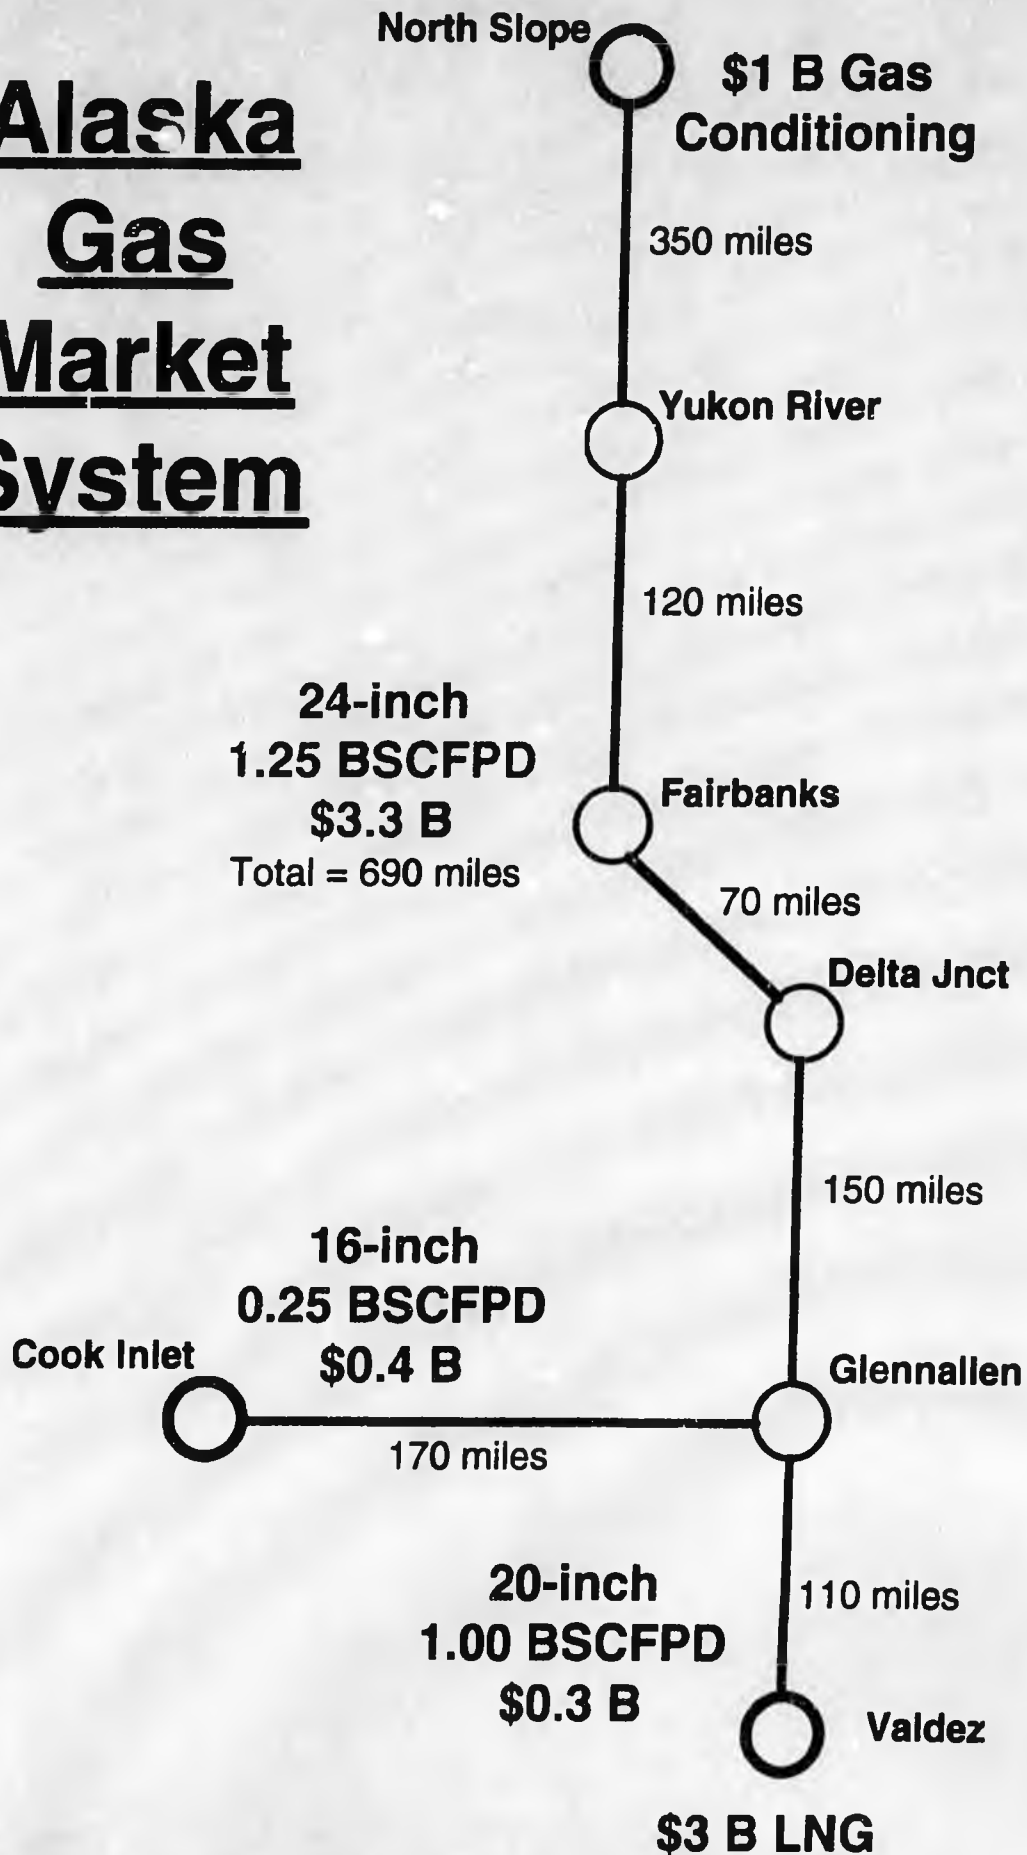 Alaska
Gas
Market
System
North Slope
$1 B Gas
Conditioning
350 miles
Yukon River
120 miles
24-inch
1.25 BSCFPD
$3.3 B
Total = 690 miles
Fairbanks
70 miles
Delta Jnct
150 miles
16-inch
0.25 BSCFPD
$0.4 B
Cook Inlet
170 miles
Glennallen
20-inch
1.00 BSCFPD
$0.3 B
110 miles
Valdez
$3 B LNG